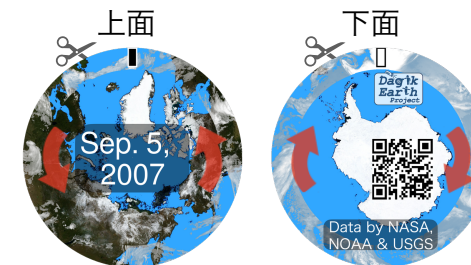 上面
下面
Sep. 5,
2007
Dagik
Earth
Project
Data by NASA,
NOAA & USGS